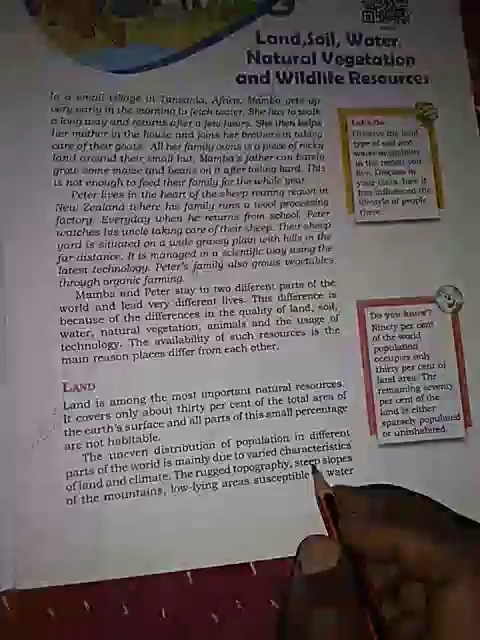 2
Land,Soil, Water,
Natural Vegetation
and Wildlife Resources
In a small village in Tanzania, Africa, Mamba gets up
very early in the morning to fetch water. She has to walk
a long way and returns after a few hours. She then helps
her mother in the house and joins her brothers in taking
care of their goats. All her family owns is a piece of rocky
land around their small hut. Mamba's father can barely
grow some maize and beans on it after toiling hard. This
is not enough to feed their family for the whole year.
Peter lives in the heart of the sheep rearing region in
New Zealand where his family runs a wool processing
factory. Everyday when he returns from school, Peter
watches his uncle taking care of their sheep. Their sheep
yard is situated on a wide grassy plain with hills in the
far distance. It is managed in a scientific way using the
latest technology. Peter's family also grows vegetables
through organic farming.
Mamba and Peter stay in two different parts of the
world and lead very different lives. This difference is
because of the differences in the quality of land, soil,
water, natural vegetation, animals and the usage of
technology. The availability of such resources is the
main reason places differ from each other.
Let's do
Observe the land,
type of soil and
water availability
in the region you
live. Discuss in
your class, how it
has influenced the
lifestyle of people
there.
LAND
Land is among the most important natural resources.
It covers only about thirty per cent of the total area of
the earth's surface and all parts of this small percentage
are not habitable.
The uneven distribution of population in different
parts of the world is mainly due to varied characteristics
of land and climate. The rugged topography, steep slopes
of the mountains, low-lying areas susceptible water
Do you know?
Ninety per cent
of the world
population
occupies only
thirty per cent of
land area. The
remaining seventy
per cent of the
land is either
sparsely populated
or uninhabited.